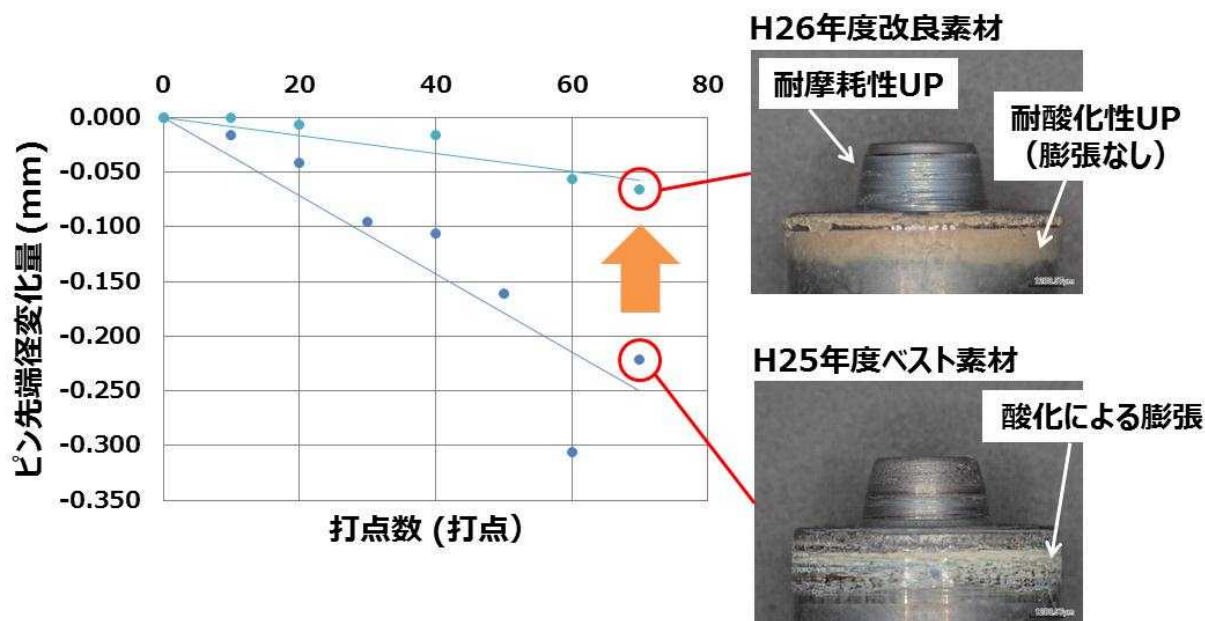 0
20
40
60
80
0.000
-0.050
-0.100
-0.150
-0.200
-0.250
-0.300
-0.350
ピン先端径変化量 (mm)
打点数 (打点)
H26年度改良素材
耐摩耗性UP
耐酸化性UP
(膨張なし)
H25年度ベスト素材
酸化による膨張